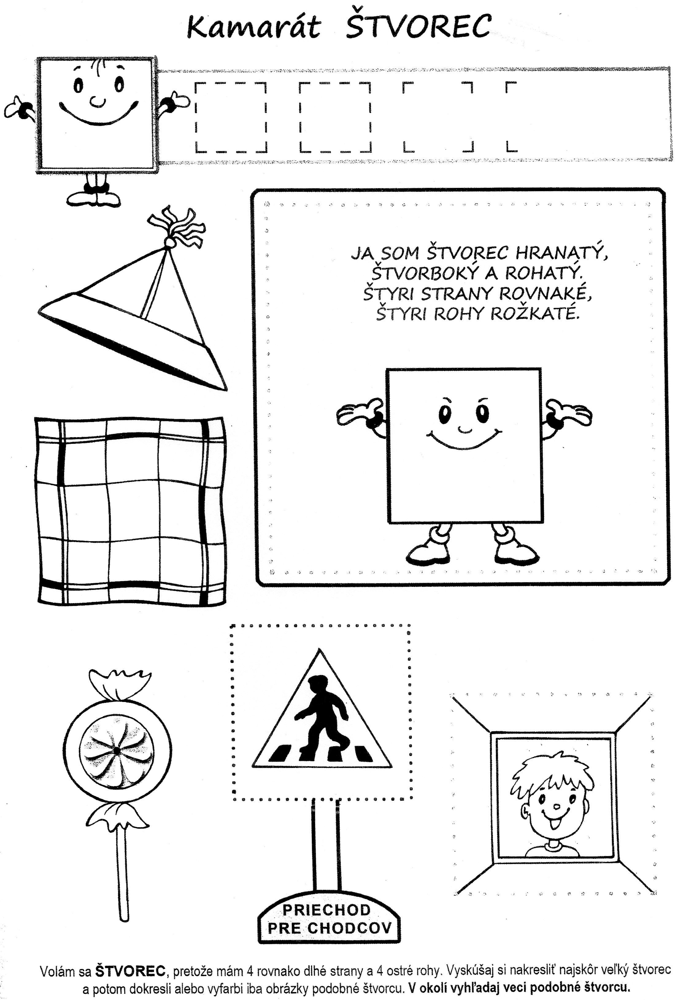 Kamarát ŠTVOREC
JA SOM ŠTVOREC HRANATÝ,
ŠTVORBOKÝ A ROHATÝ.
ŠTYRI STRANY ROVNAKÉ,
ŠTYRI ROHY ROŽKATÉ.
PRIECHOD
PRE CHODCOV
Volám sa ŠTVOREC, pretože mám 4 rovnako dlhé strany a 4 ostré rohy. Vyskúšaj si nakresliť najskôr veľký štvorec
a potom dokresli alebo vyfarbi iba obrázky podobné štvorcu. V okolí vyhľadaj veci podobné štvorcu.